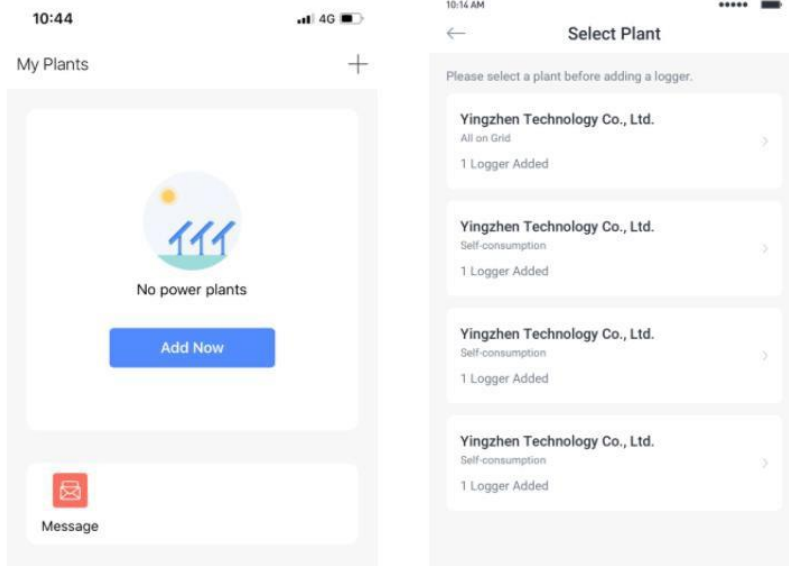 10:44
4G
My Plants
No power plants
Add Now
Message
10:14 AM
Select Plant
Please select a plant before adding a logger.
Yingzhen Technology Co., Ltd.
All on Grid
1 Logger Added
Yingzhen Technology Co., Ltd.
Self-consumption
1 Logger Added
Yingzhen Technology Co., Ltd.
Self-consumption
1 Logger Added
Yingzhen Technology Co., Ltd.
Self-consumption
1 Logger Added